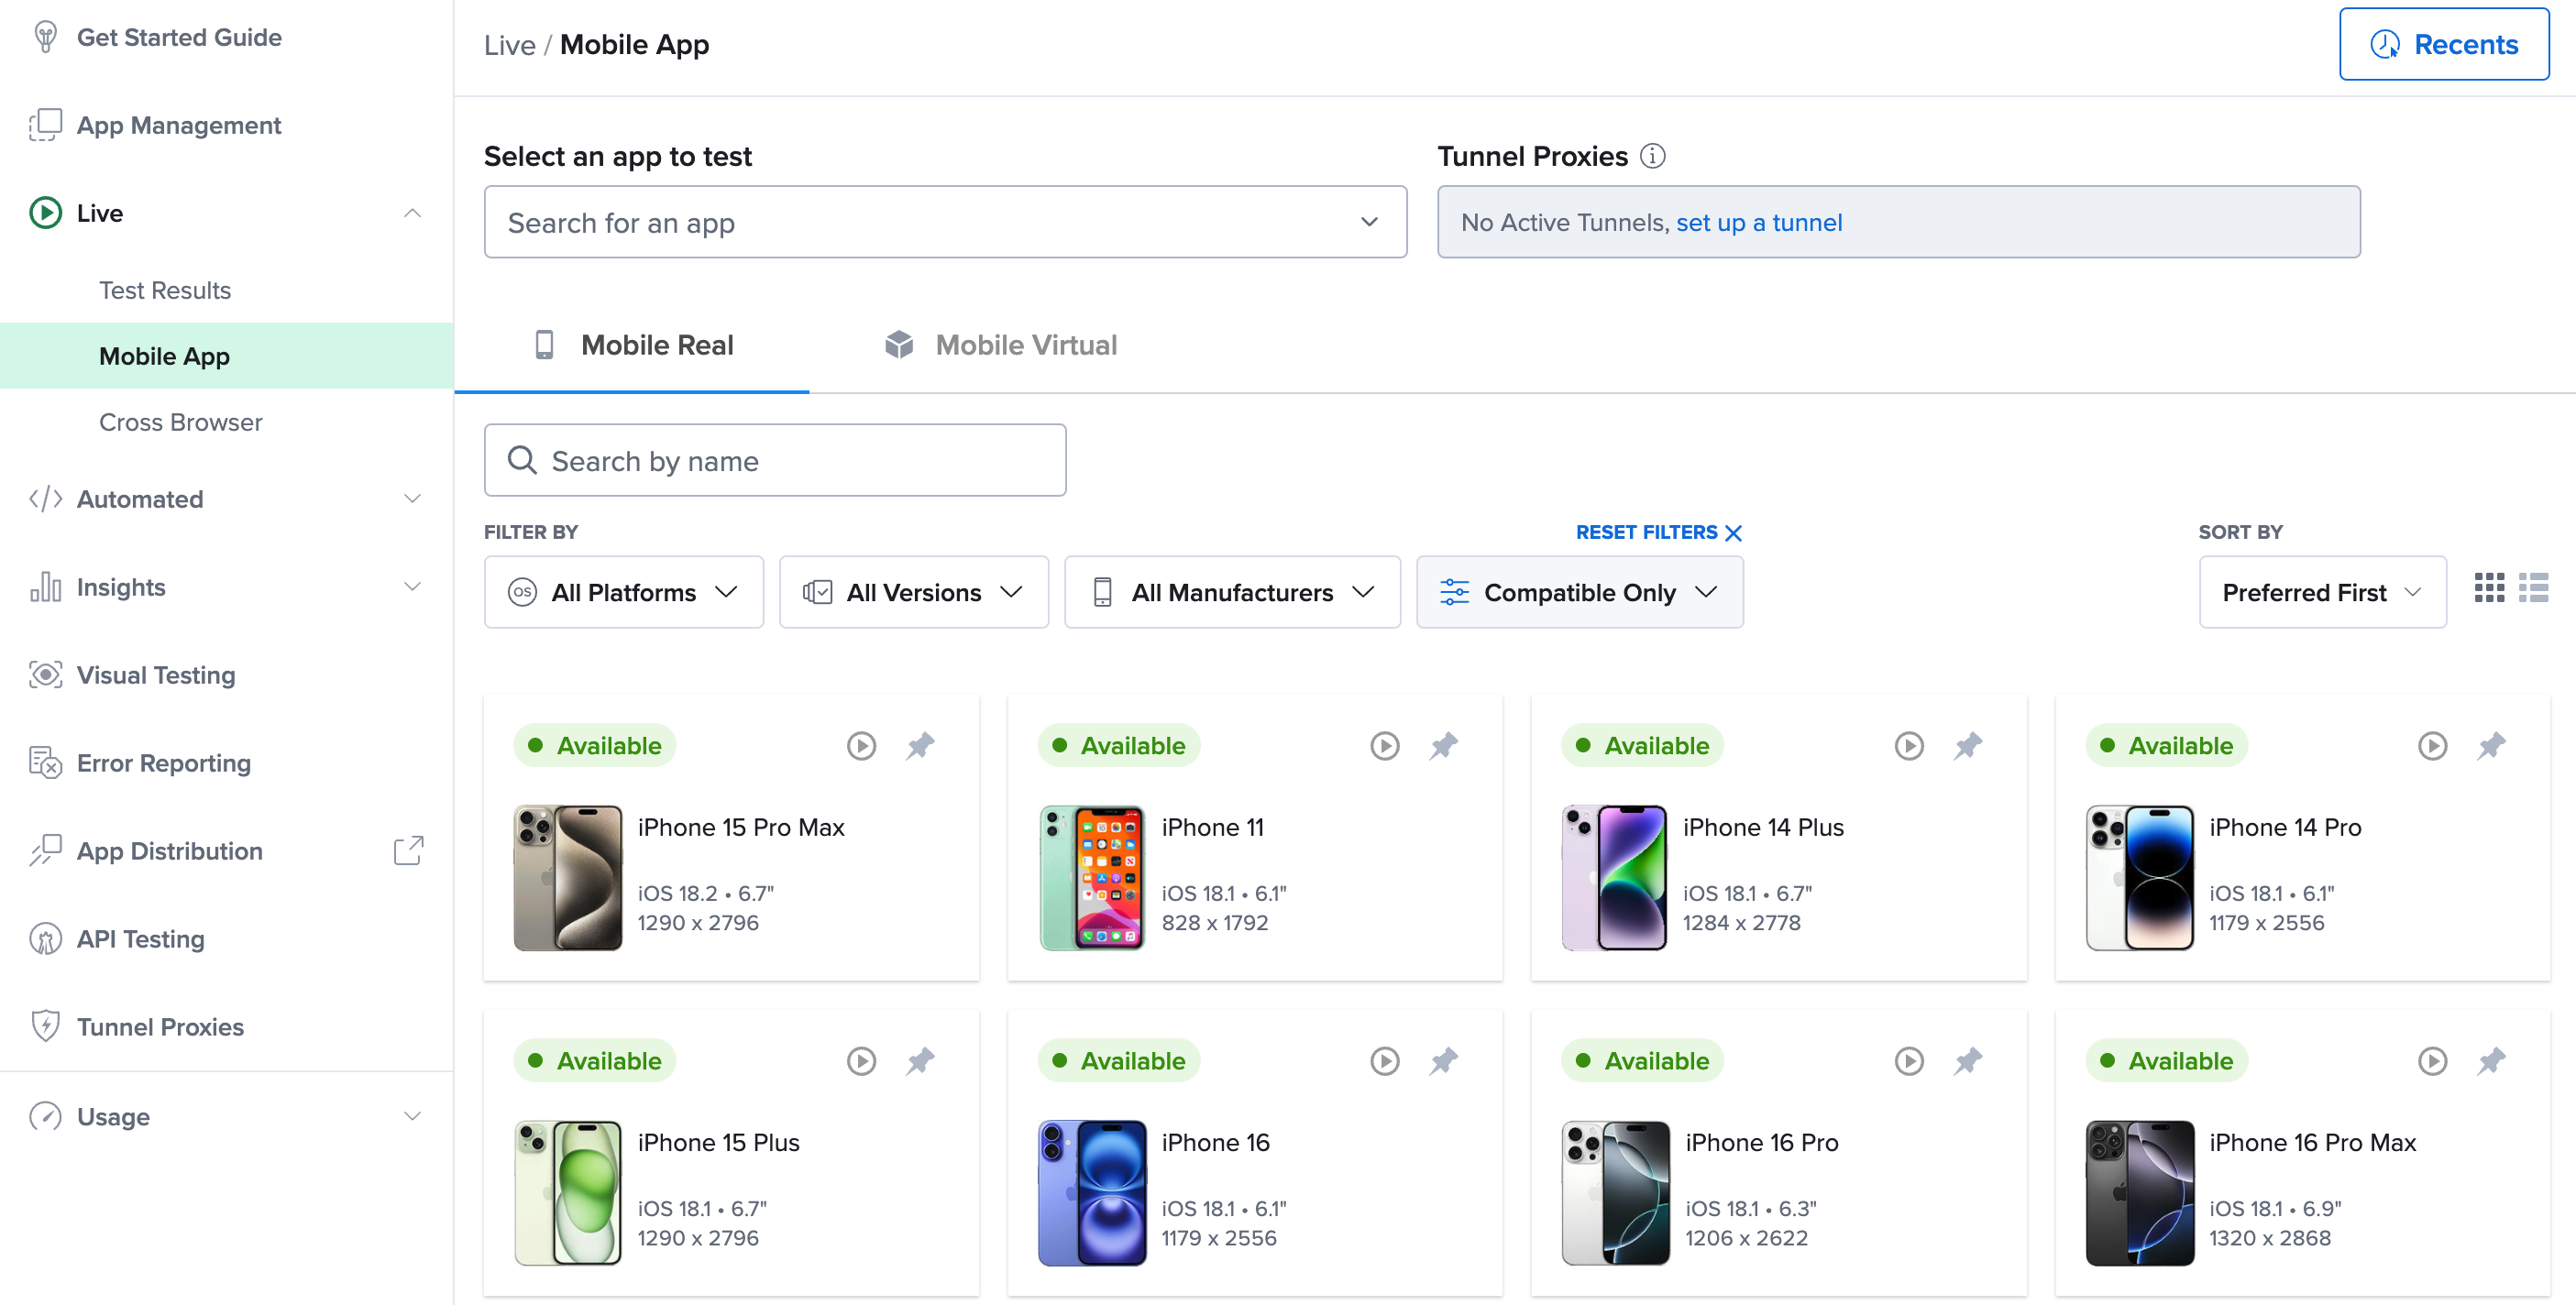 Get Started Guide
App Management
Live
Test Results
Mobile App
Cross Browser
Automated
Insights
Visual Testing
Error Reporting
App Distribution
API Testing
Tunnel Proxies
Usage
Live / Mobile App
Recents
Select an app to test
Search for an app
Tunnel Proxies
No Active Tunnels, set up a tunnel
Mobile Real
Mobile Virtual
Search by name
FILTER BY
RESET FILTERS
SORT BY
OS All Platforms
All Versions
All Manufacturers
Compatible Only
Preferred First
Available
iPhone 15 Pro Max
iOS 18.2 • 6.7"
1290 x 2796
Available
iPhone 11
iOS 18.1 • 6.1"
828 x 1792
Available
iPhone 14 Plus
iOS 18.1 • 6.7"
1284 x 2778
Available
iPhone 14 Pro
iOS 18.1 • 6.1"
1179 x 2556
Available
iPhone 15 Plus
iOS 18.1 • 6.7"
1290 x 2796
Available
iPhone 16
iOS 18.1 • 6.1"
1179 x 2556
Available
iPhone 16 Pro
iOS 18.1 • 6.3"
1206 x 2622
Available
iPhone 16 Pro Max
iOS 18.1 • 6.9"
1320 x 2868